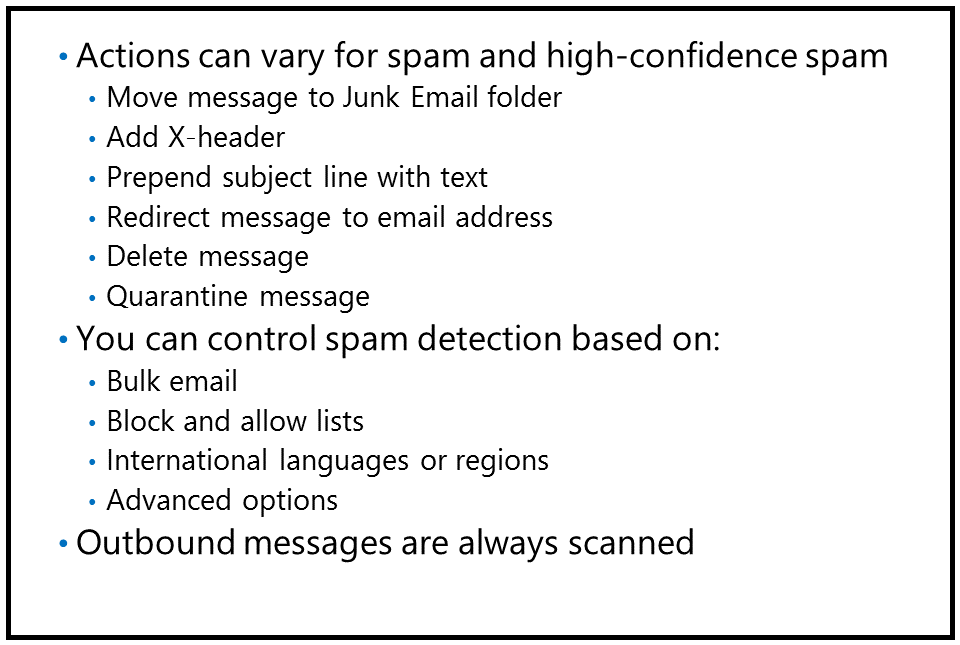 • Actions can vary for spam and high-confidence spam
• Move message to Junk Email folder
• Add X-header
• Prepend subject line with text
• Redirect message to email address
• Delete message
• Quarantine message
• You can control spam detection based on:
• Bulk email
• Block and allow lists
• International languages or regions
• Advanced options
• Outbound messages are always scanned